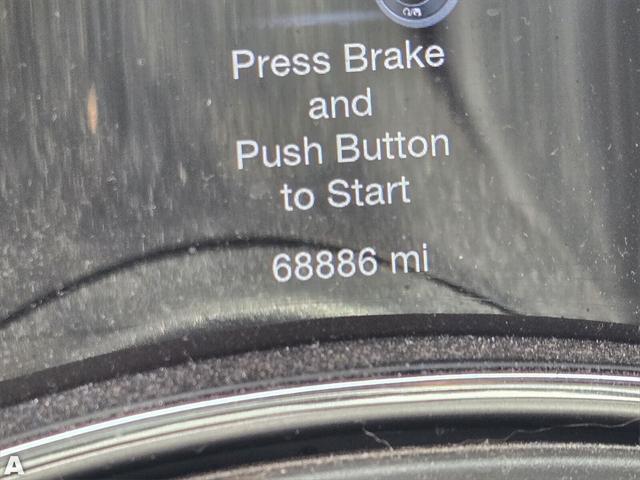 Press Brake
and
Push Button
to Start
68886 mi
A